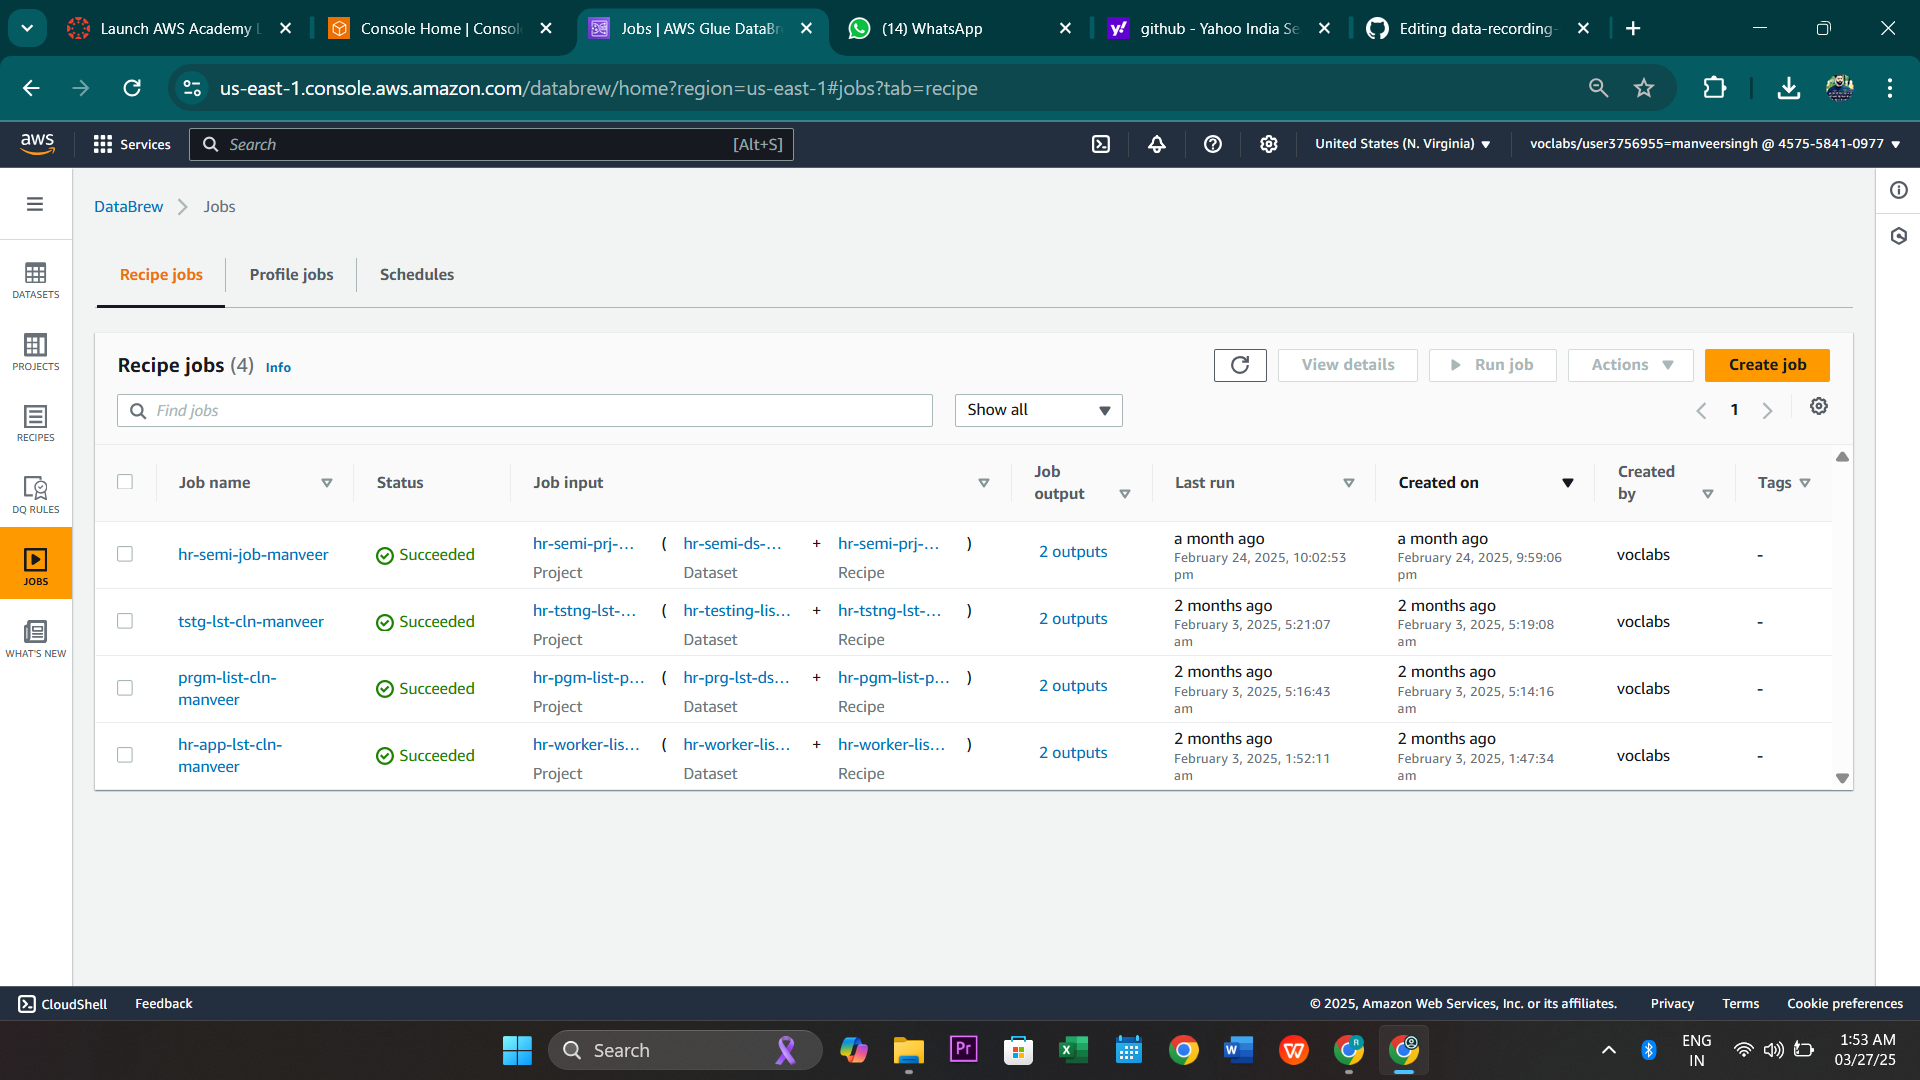 Launch AWS Academy L
Console Home | Consol
Jobs | AWS Glue DataBr
(14) WhatsApp
github - Yahoo India Se
Editing data-recording-
us-east-1.console.aws.amazon.com/databrew/home?region=us-east-1#jobs?tab=recipe
aws
Services
Search
[Alt+S]
United States (N. Virginia)
voclabs/user3756955=manveersingh @ 4575-5841-0977
DATASETS
PROJECTS
RECIPES
DQ RULES
JOBS
WHAT'S NEW
DataBrew
Jobs
Recipe jobs
Profile jobs
Schedules
Recipe jobs (4) Info
View details
Run job
Actions
Create job
Find jobs
Show all
1
Job name
Status
Job input
Job output
Last run
Created on
Created by
Tags
hr-semi-job-manveer
Succeeded
hr-semi-prj-... ( hr-semi-ds-... + hr-semi-prj-... )
Project Dataset Recipe
2 outputs
a month ago
February 24, 2025, 10:02:53
pm
a month ago
February 24, 2025, 9:59:06
pm
voclabs
-
tstg-lst-cln-manveer
Succeeded
hr-tstng-lst-... ( hr-testing-lis... + hr-tstng-lst-... )
Project Dataset Recipe
2 outputs
2 months ago
February 3, 2025, 5:21:07
am
2 months ago
February 3, 2025, 5:19:08
am
voclabs
-
prgm-list-cln-
manveer
Succeeded
hr-pgm-list-p... ( hr-prg-lst-ds... + hr-pgm-list-p... )
Project Dataset Recipe
2 outputs
2 months ago
February 3, 2025, 5:16:43
am
2 months ago
February 3, 2025, 5:14:16
am
voclabs
-
hr-app-lst-cln-
manveer
Succeeded
hr-worker-lis... ( hr-worker-lis... + hr-worker-lis... )
Project Dataset Recipe
2 outputs
2 months ago
February 3, 2025, 1:52:11
am
2 months ago
February 3, 2025, 1:47:34
am
voclabs
-
CloudShell
Feedback
© 2025, Amazon Web Services, Inc. or its affiliates.
Privacy
Terms
Cookie preferences
Search
Pr
W
R
ENG
IN
1:53 AM
03/27/25